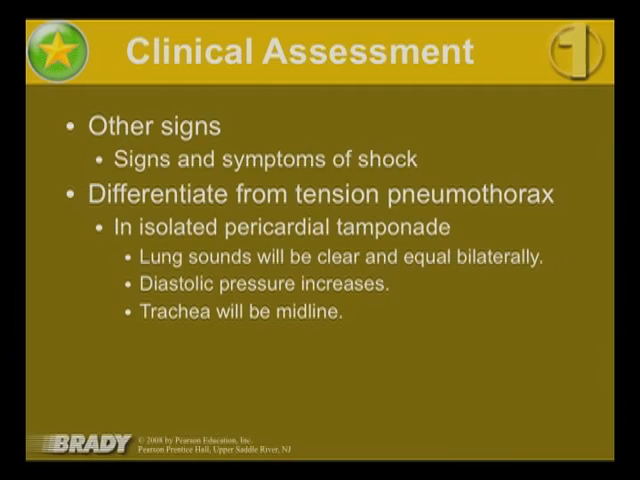 Clinical Assessment
1
• Other signs
• Signs and symptoms of shock
• Differentiate from tension pneumothorax
• In isolated pericardial tamponade
• Lung sounds will be clear and equal bilaterally.
• Diastolic pressure increases.
• Trachea will be midline.
BRADY
© 2008 by Pearson Education, Inc.
Pearson Prentice Hall, Upper Saddle River, NJ